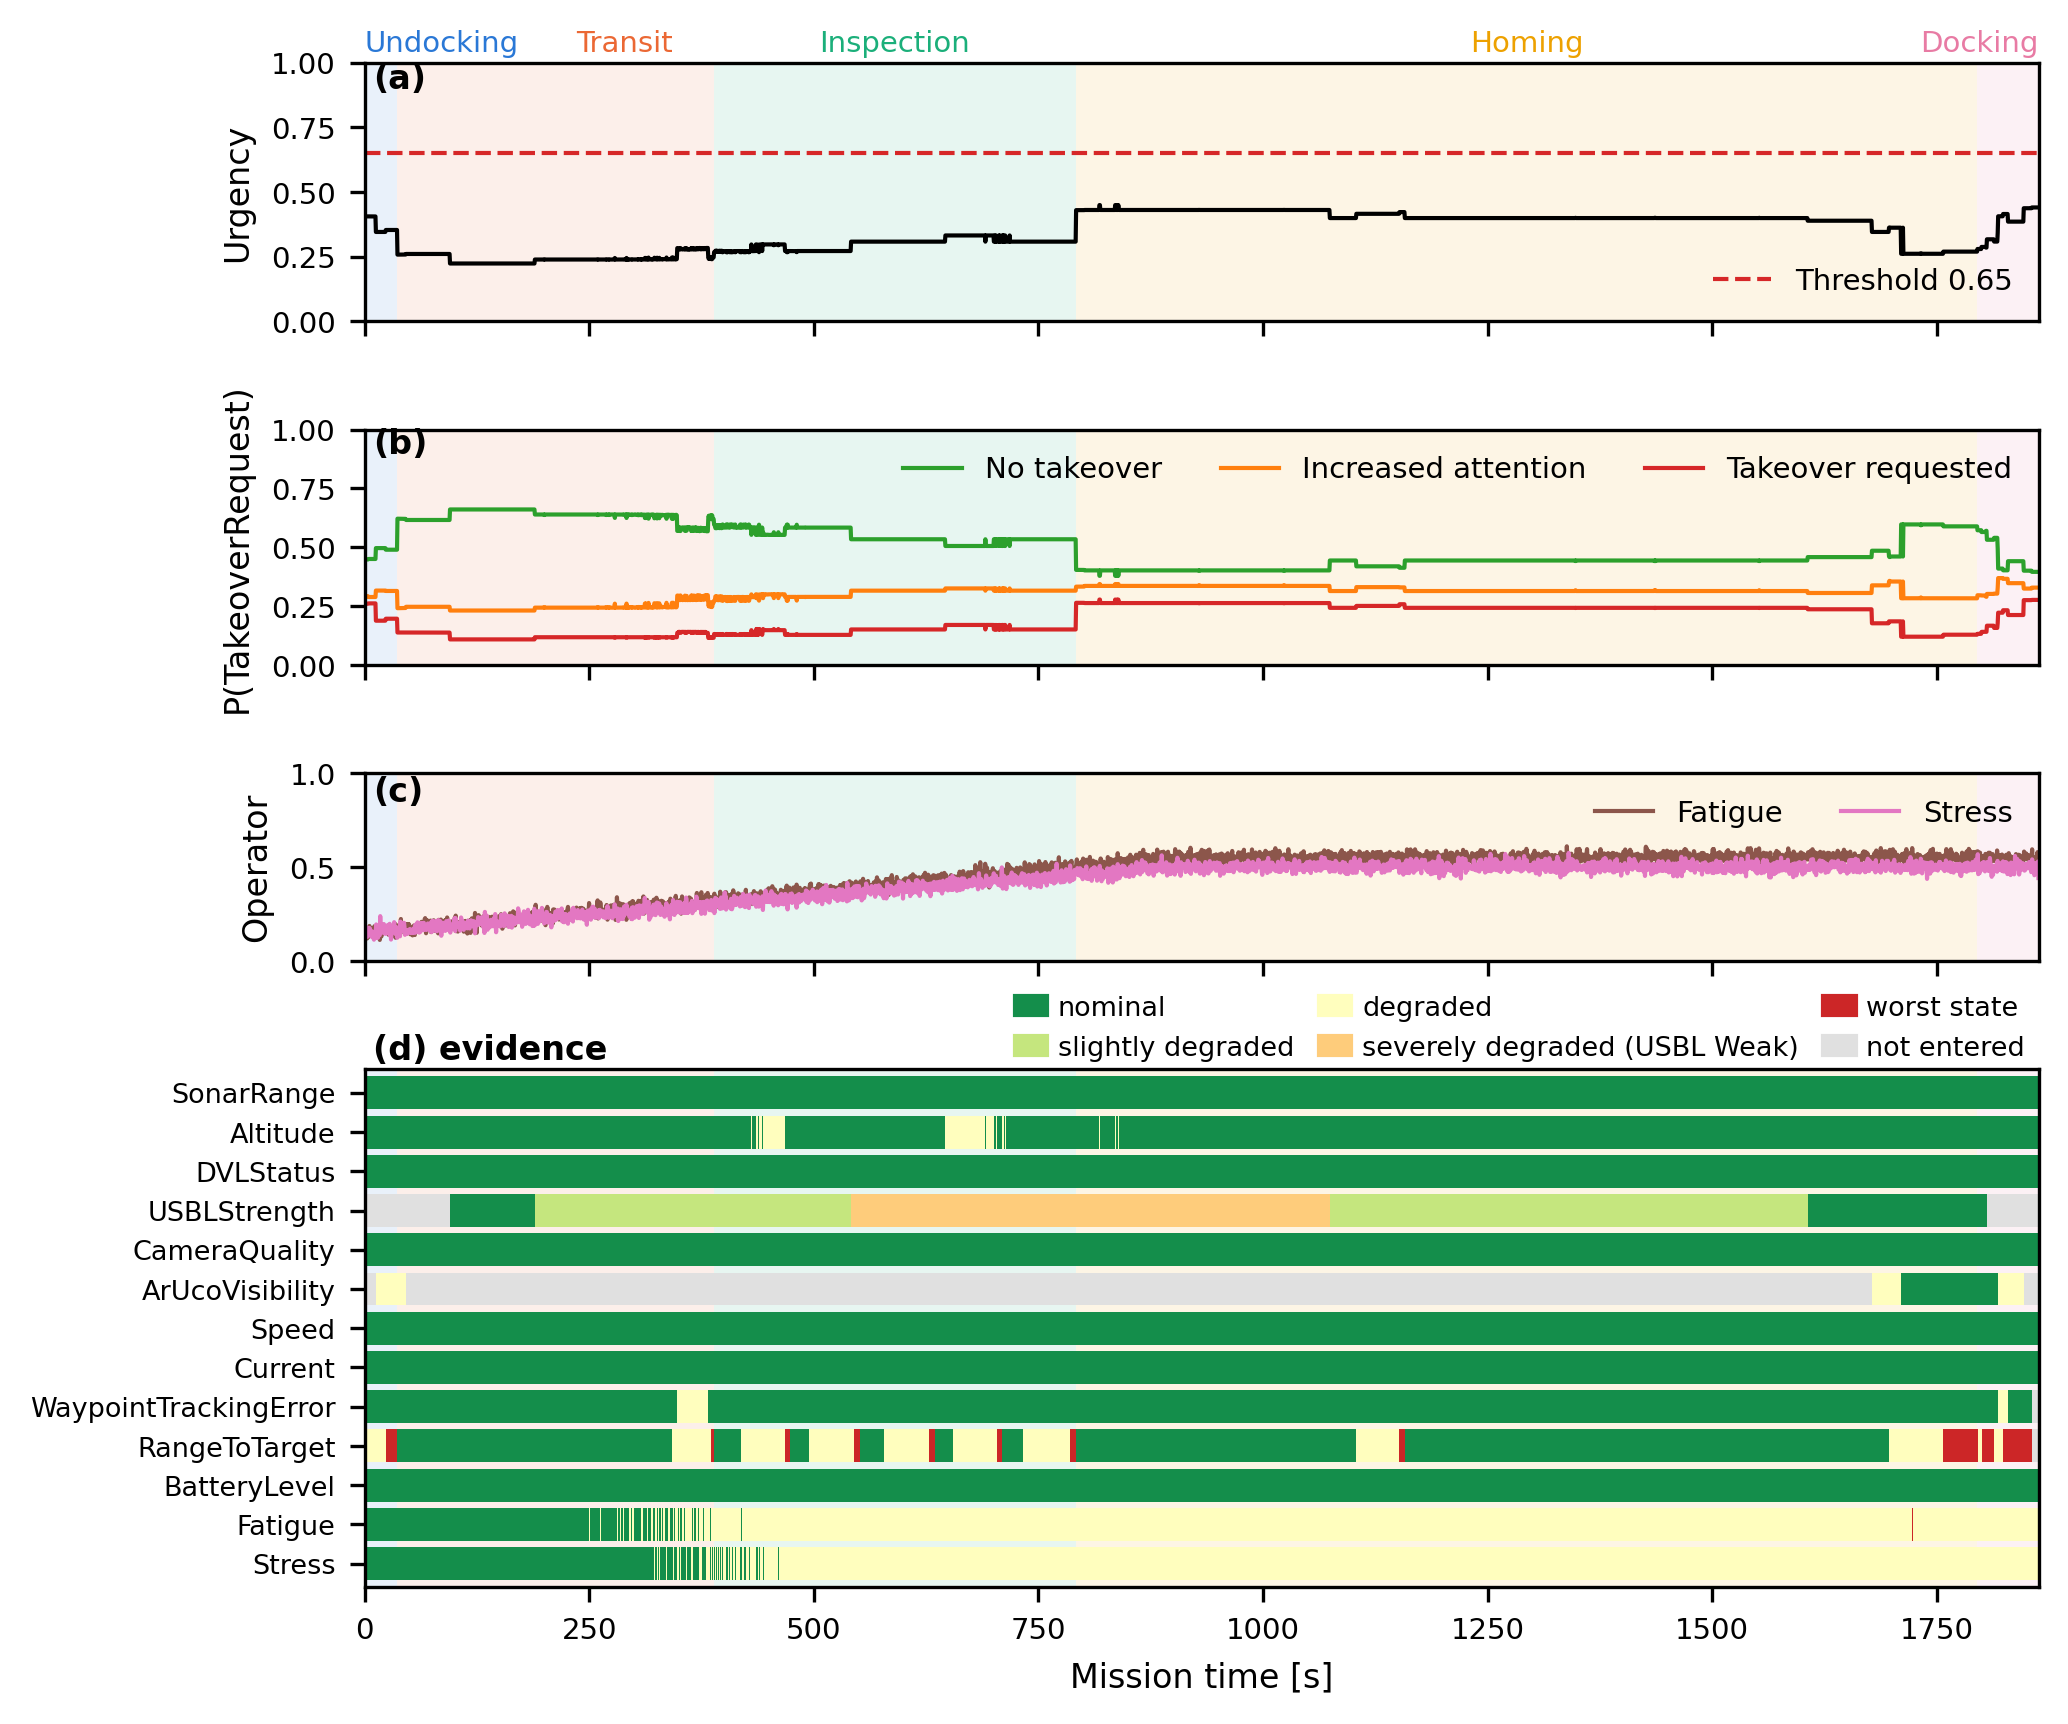 Undocking Transit Inspection Homing Docking
(a)
Urgency
1.00
0.75
0.50
0.25
0.00
Threshold 0.65
(b)
P(TakeoverRequest)
1.00
0.75
0.50
0.25
0.00
No takeover Increased attention Takeover requested
(c)
Operator
1.0
0.5
0.0
Fatigue Stress
nominal degraded worst state
slightly degraded severely degraded (USBL Weak) not entered
(d) evidence
SonarRange
Altitude
DVLStatus
USBLStrength
CameraQuality
ArUcoVisibility
Speed
Current
WaypointTrackingError
RangeToTarget
BatteryLevel
Fatigue
Stress
0 250 500 750 1000 1250 1500 1750
Mission time [s]